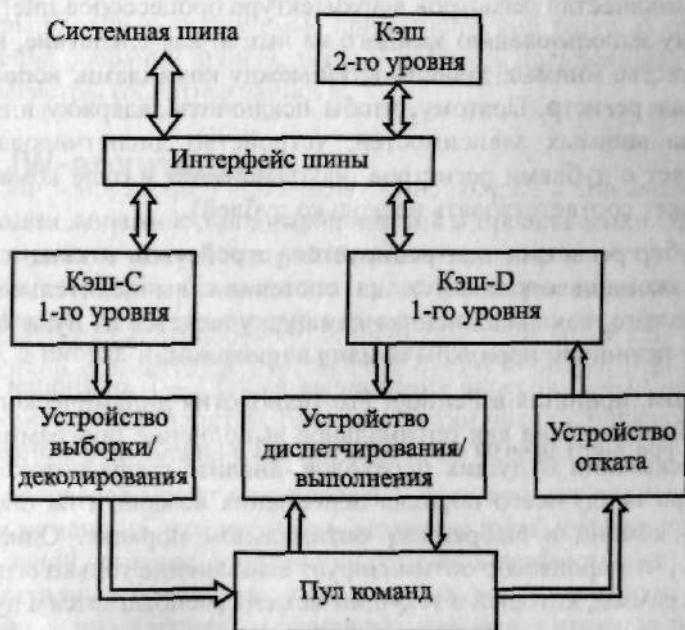 Системная шина
Кэш
2-го уровня
Интерфейс шины
Кэш-С
1-го уровня
Кэш-D
1-го уровня
Устройство
выборки/
декодирования
Устройство
диспетчирования/
выполнения
Устройство
отката
Пул команд